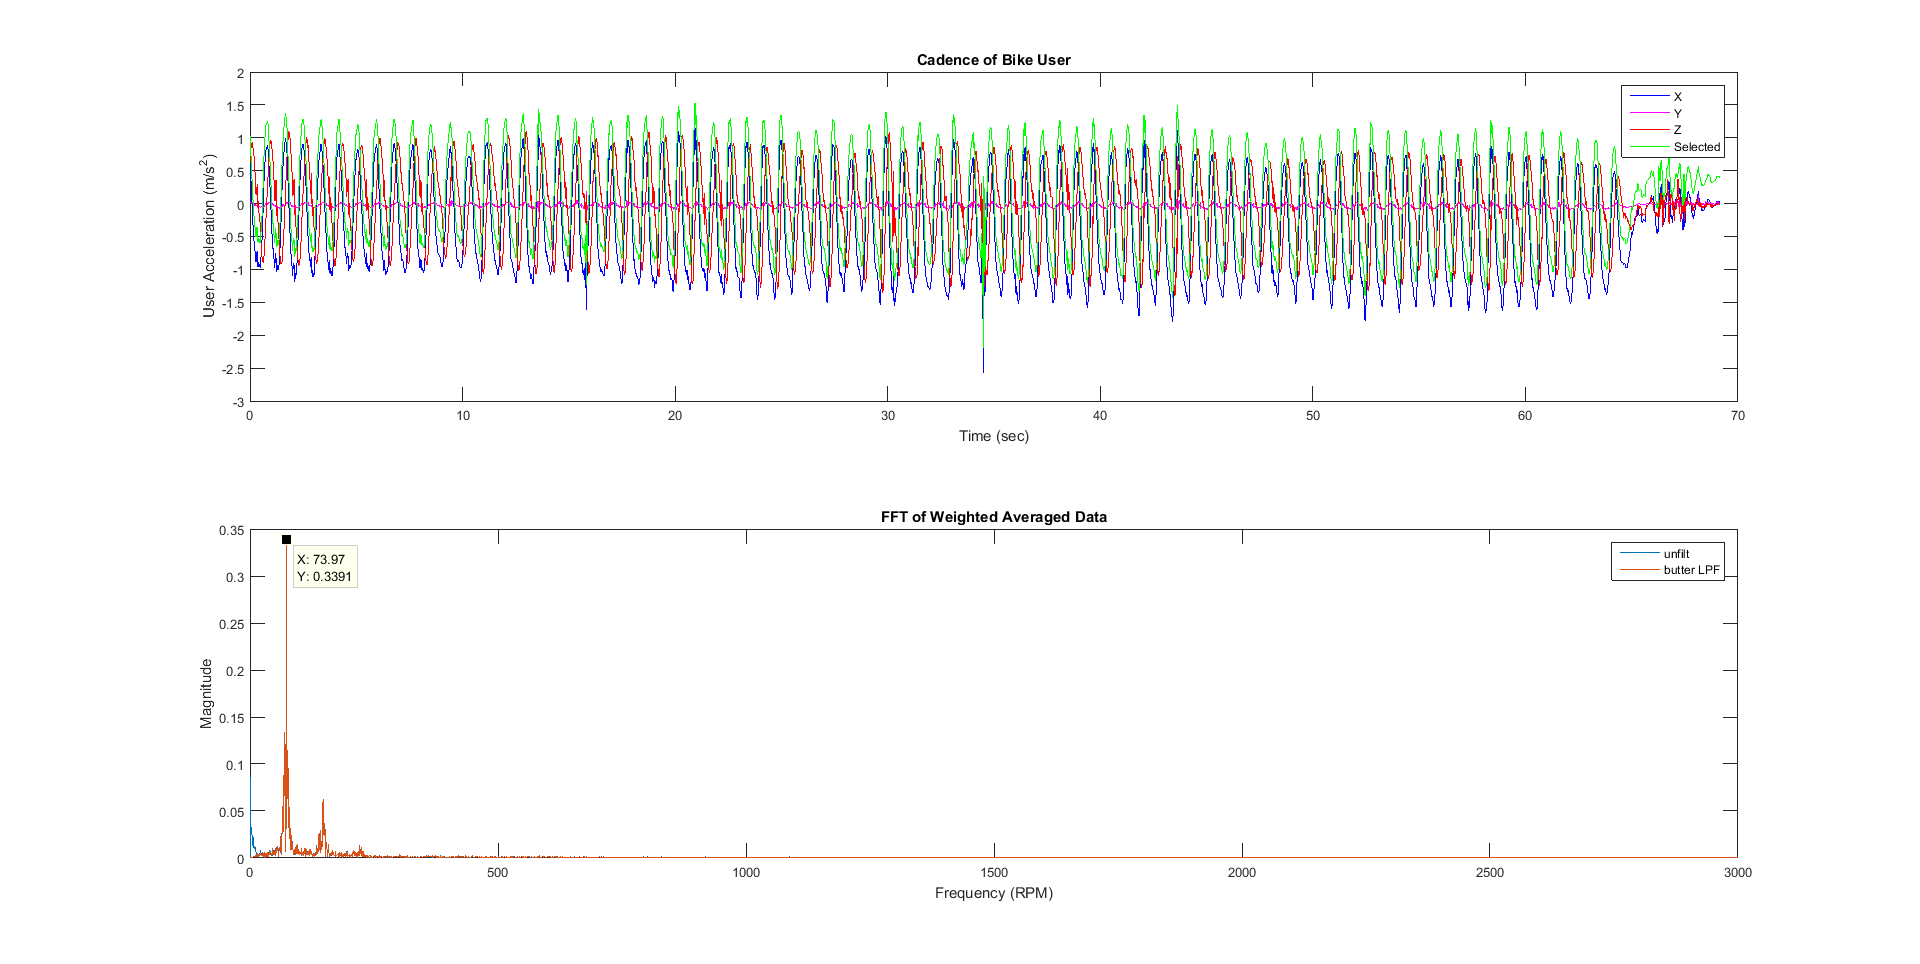 Cadence of Bike User
2
1.5
1
0.5
0
-0.5
-1
-1.5
-2
-2.5
-3
User Acceleration (m/s²)
X
Y
Z
Selected
0 10 20 30 40 50 60 70
Time (sec)
FFT of Weighted Averaged Data
0.35
0.3
0.25
0.2
0.15
0.1
0.05
0
Magnitude
X: 73.97
Y: 0.3391
unfilt
butter LPF
0 500 1000 1500 2000 2500 3000
Frequency (RPM)